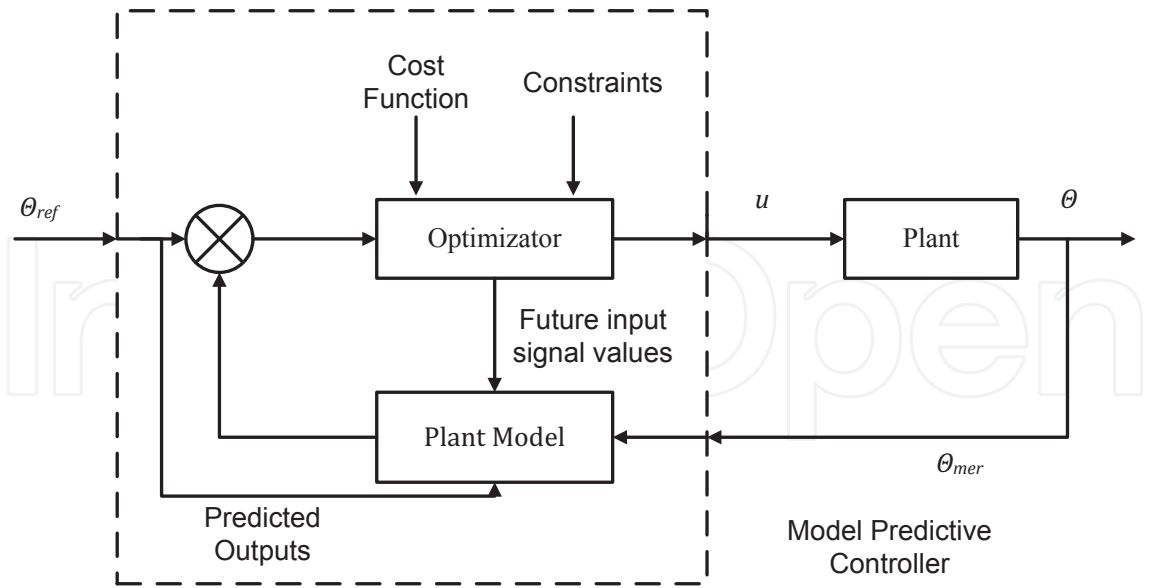 Cost
Function
Constraints
Θref
Optimizator
u
Plant
Θ
Future input
signal values
Plant Model
Θmer
Predicted
Outputs
Model Predictive
Controller